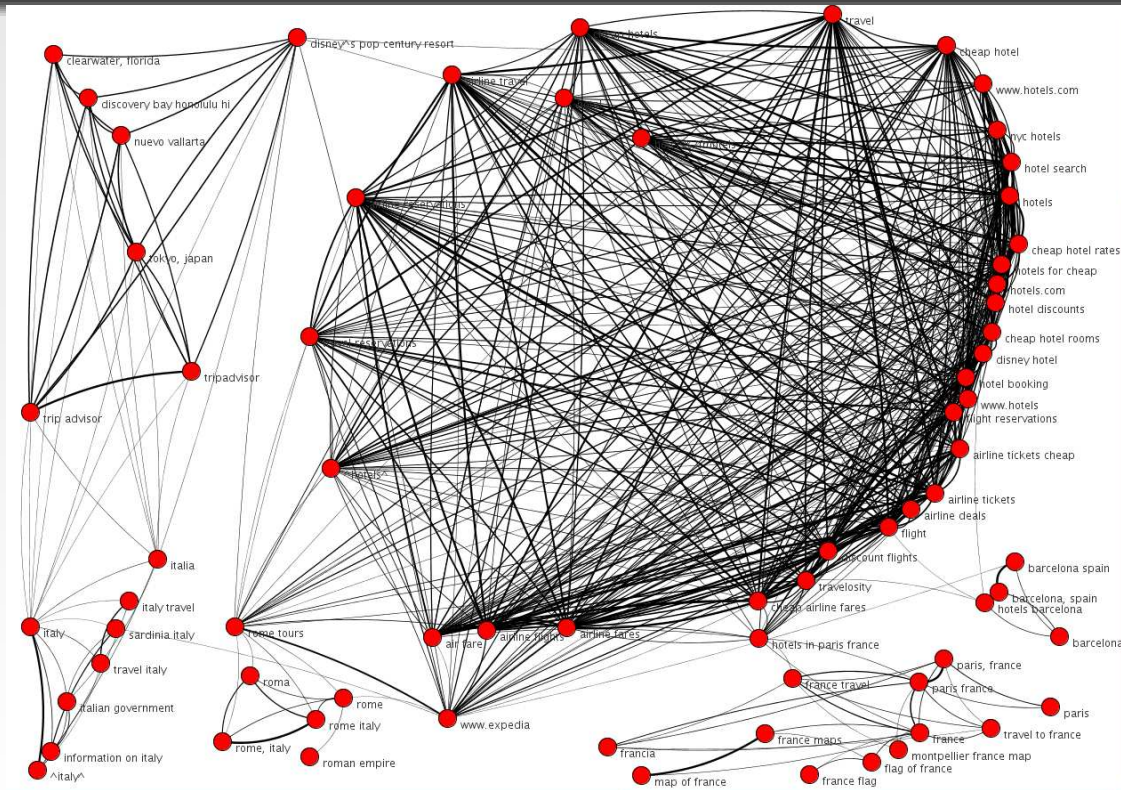 travel
hotels
disney^s pop century resort
cheap hotel
clearwater, florida
airline travel
www.hotels.com
discovery bay honolulu hi
nyc hotels
nuevo vallarta
hotel search
hotels
cheap hotel rates
tokyo, japan
hotels for cheap
hotels.com
hotel discounts
cheap hotel rooms
reservations
disney hotel
tripadvisor
hotel booking
www.hotels
trip advisor
flight reservations
airline tickets cheap
^hotels^
airline tickets
airline deals
flight
discount flights
italia
barcelona spain
travelosity
barcelona, spain
italy travel
cheap airline fares
hotels barcelona
italy
sardinia italy
rome tours
air fare
airline flights
airline fares
hotels in paris france
barcelona
travel italy
paris, france
roma
france travel
paris france
italian government
rome
paris
rome italy
www.expedia
travel to france
rome, italy
francia
france maps
france
information on italy
roman empire
montpellier france map
^italy^
map of france
france flag
flag of france